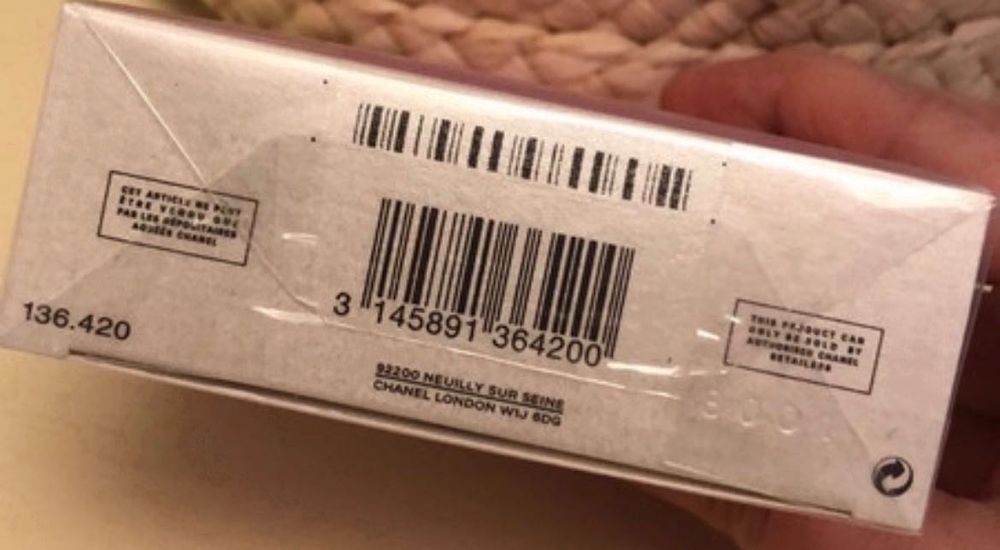 CET ARTICLE NE PEUT
ÊTRE VENDU QUE
PAR LES DÉPOSITAIRES
AGRÉÉS CHANEL
136.420
3 145891 364200
92200 NEUILLY SUR SEINE
CHANEL LONDON W1J 6DG
THIS PRODUCT CAN
ONLY BE SOLD BY
AUTHORISED CHANEL
RETAILERS